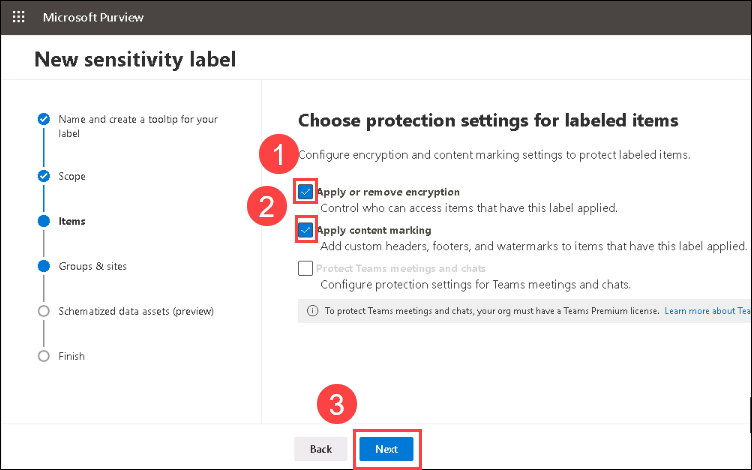 Microsoft Purview
New sensitivity label
Name and create a tooltip for your
label
Scope
Items
Groups & sites
Schematized data assets (preview)
Finish
Choose protection settings for labeled items
1
Configure encryption and content marking settings to protect labeled items.
2
Apply or remove encryption
Control who can access items that have this label applied.
Apply content marking
Add custom headers, footers, and watermarks to items that have this label applied.
Protect Teams meetings and chats
Configure protection settings for Teams meetings and chats.
To protect Teams meetings and chats, your org must have a Teams Premium license. Learn more about Tea
3
Back
Next